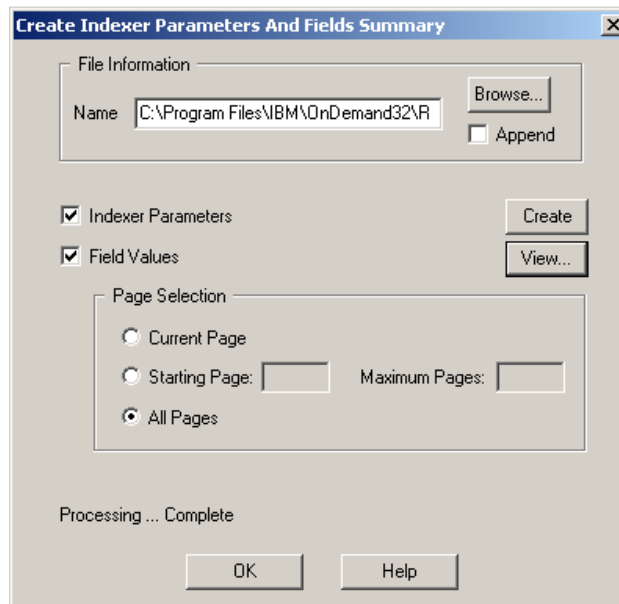 Create Indexer Parameters And Fields Summary
File Information
Name C:\Program Files\IBM\OnDemand32\R Browse...
Append
Indexer Parameters Create
Field Values View...
Page Selection
Current Page
Starting Page: Maximum Pages:
All Pages
Processing ... Complete
OK Help